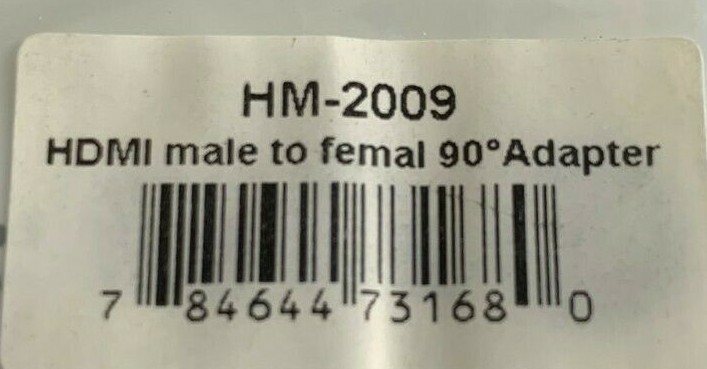 HM-2009
HDMI male to femal 90°Adapter
7 84644 73168 0